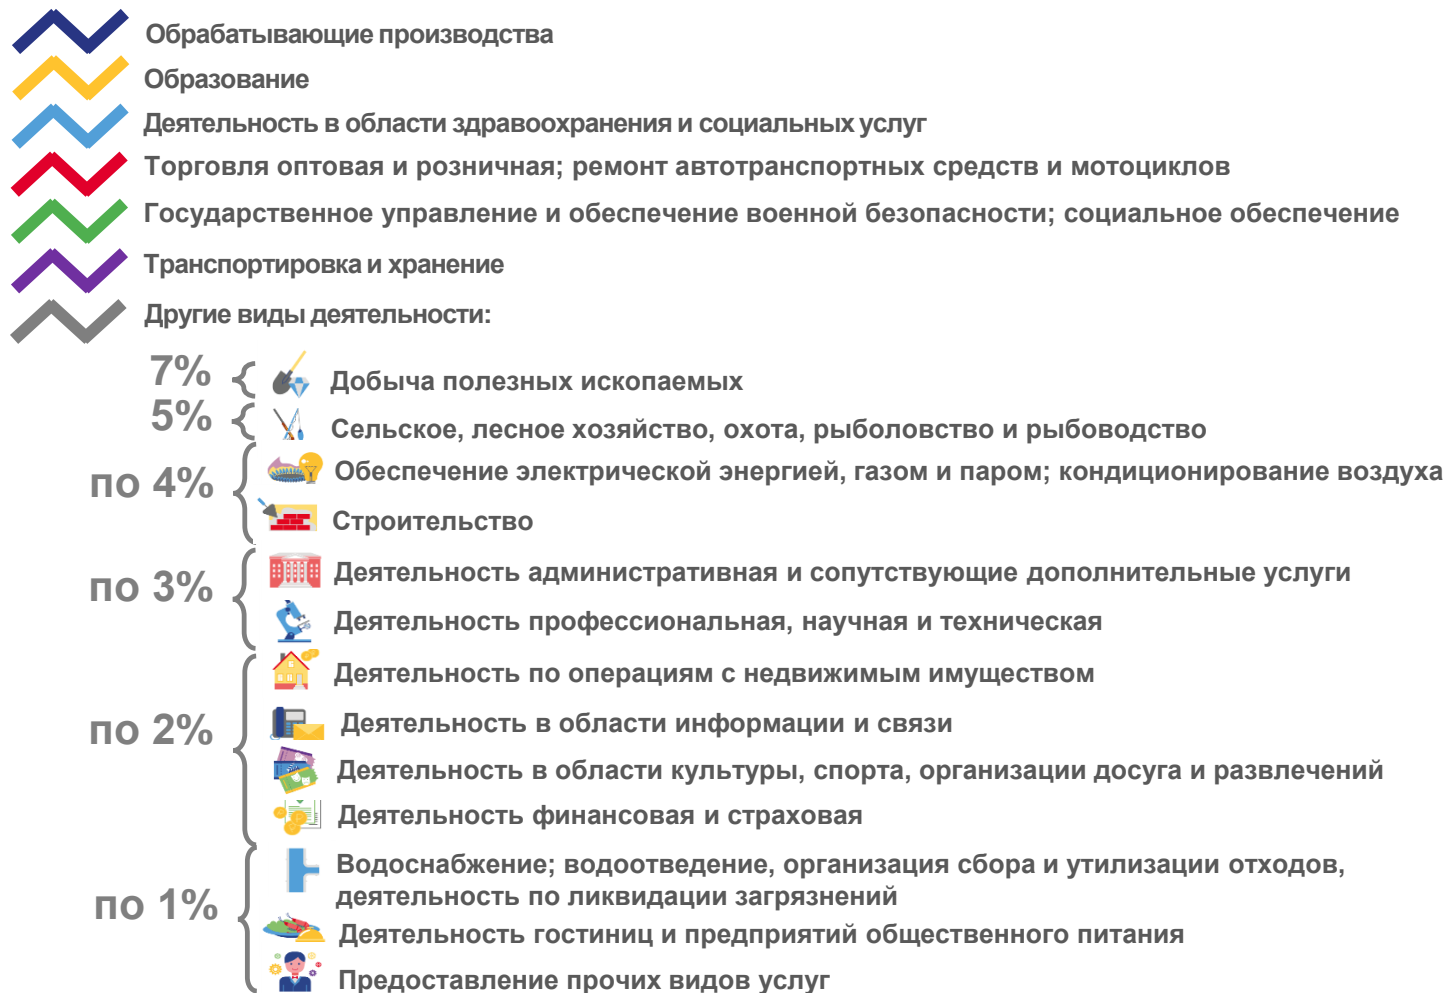 Обрабатывающие производства
Образование
Деятельность в области здравоохранения и социальных услуг
Торговля оптовая и розничная; ремонт автотранспортных средств и мотоциклов
Государственное управление и обеспечение военной безопасности; социальное обеспечение
Транспортировка и хранение
Другие виды деятельности:
7% Добыча полезных ископаемых
5% Сельское, лесное хозяйство, охота, рыболовство и рыбоводство
по 4% Обеспечение электрической энергией, газом и паром; кондиционирование воздуха
Строительство
по 3% Деятельность административная и сопутствующие дополнительные услуги
Деятельность профессиональная, научная и техническая
по 2% Деятельность по операциям с недвижимым имуществом
Деятельность в области информации и связи
Деятельность в области культуры, спорта, организации досуга и развлечений
Деятельность финансовая и страховая
по 1% Водоснабжение; водоотведение, организация сбора и утилизации отходов,
деятельность по ликвидации загрязнений
Деятельность гостиниц и предприятий общественного питания
Предоставление прочих видов услуг